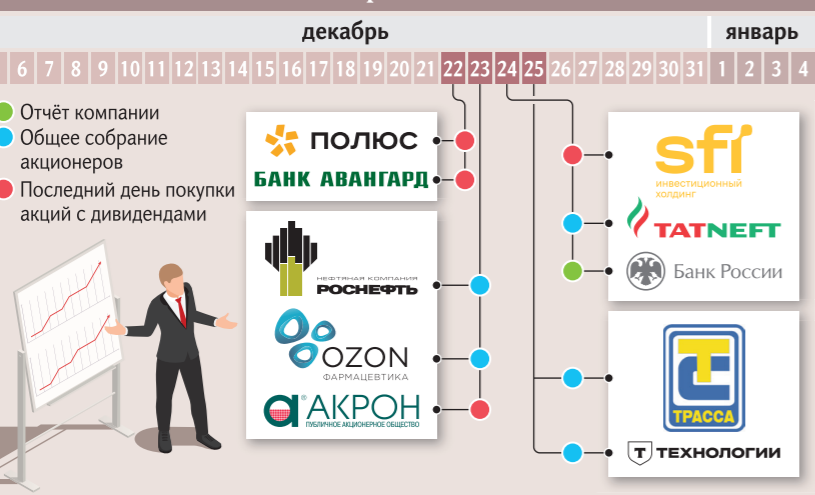 декабрь январь
6 7 8 9 10 11 12 13 14 15 16 17 18 19 20 21 22 23 24 25 26 27 28 29 30 31 1 2 3 4
Отчёт компании
Общее собрание
акционеров
Последний день покупки
акций с дивидендами
ПОЛЮС
БАНК АВАНГАРД
НЕФТЯНАЯ КОМПАНИЯ
РОСНЕФТЬ
OZON
ФАРМАЦЕВТИКА
АКРОН
ПУБЛИЧНОЕ АКЦИОНЕРНОЕ ОБЩЕСТВО
sfi
ИНВЕСТИЦИОННЫЙ
ХОЛДИНГ
TATNEFT
Банк России
ТС
ТРАССА
Т ТЕХНОЛОГИИ